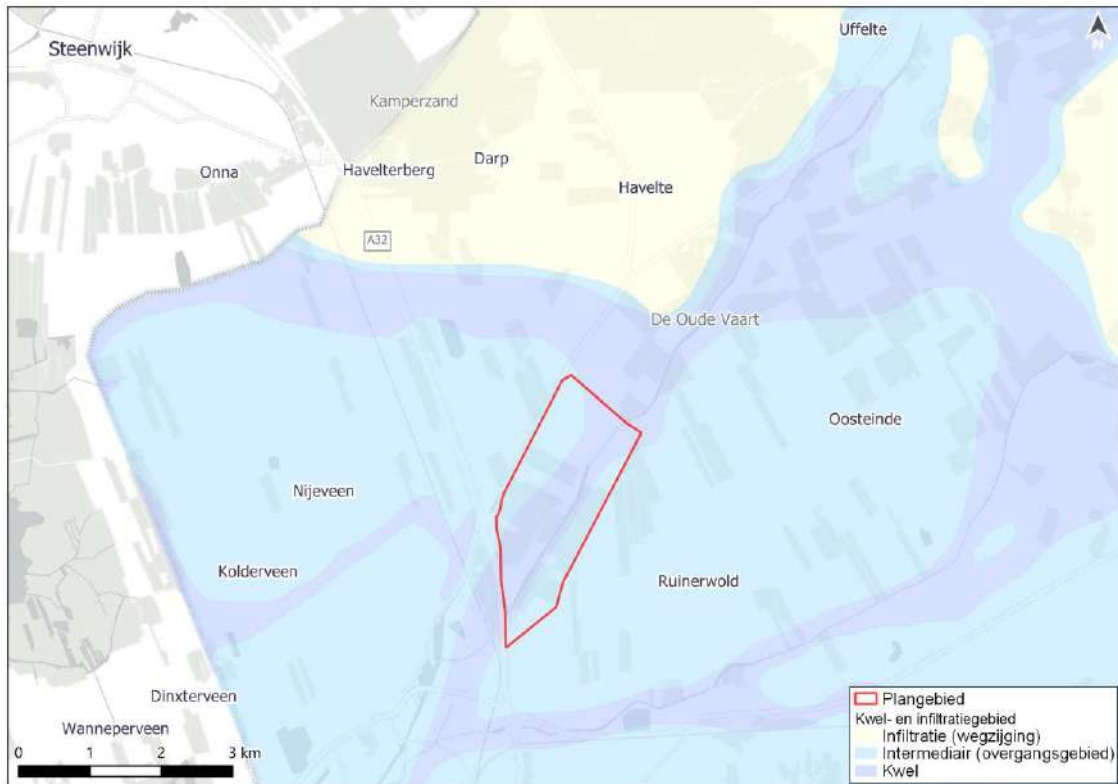 Uffelte
N
Steenwijk
Kamperzand
Darp
Havelterberg
Onna
Havelte
A32
De Oude Vaart
Oosteinde
Nijeveen
Kolderveen
Ruinerwold
Dinxterveen
Wanneperveen
0 1 2 3 km
Plangebied
Kwel- en infiltratiegebied
Infiltratie (wegzijging)
Intermediair (overgangsgebied)
Kwel